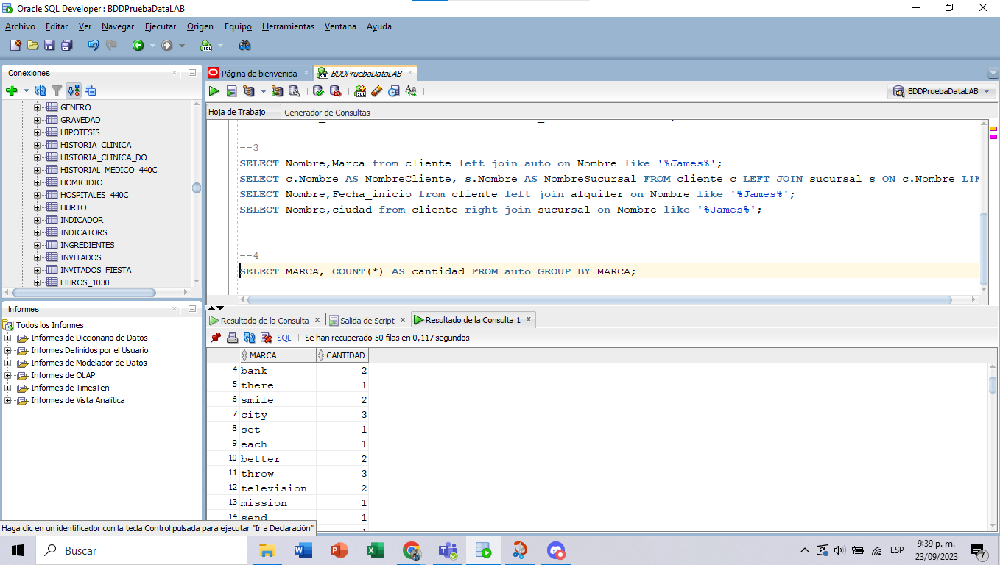 Oracle SQL Developer : BDDPruebaDataLAB
Archivo Editar Ver Navegar Ejecutar Origen Equipo Herramientas Ventana Ayuda
Conexiones
GENERO
GRAVEDAD
HIPOTESIS
HISTORIA_CLINICA
HISTORIA_CLINICA_DO
HISTORIAL_MEDICO_440C
HOMICIDIO
HOSPITALES_440C
HURTO
INDICADOR
INDICATORS
INGREDIENTES
INVITADOS
INVITADOS_FIESTA
LIBROS_1030
Informes
Todos los Informes
Informes de Diccionario de Datos
Informes Definidos por el Usuario
Informes de Modelador de Datos
Informes de OLAP
Informes de TimesTen
Informes de Vista Analítica
Haga clic en un identificador con la tecla Control pulsada para ejecutar "Ir a Declaración"
Página de bienvenida BDDPruebaDataLAB
BDDPruebaDataLAB
Hoja de Trabajo Generador de Consultas
--3
SELECT Nombre,Marca from cliente left join auto on Nombre like '%James%';
SELECT c.Nombre AS NombreCliente, s.Nombre AS NombreSucursal FROM cliente c LEFT JOIN sucursal s ON c.Nombre LIK
SELECT Nombre,Fecha_inicio from cliente left join alquiler on Nombre like '%James%';
SELECT Nombre,ciudad from cliente right join sucursal on Nombre like '%James%';
--4
SELECT MARCA, COUNT(*) AS cantidad FROM auto GROUP BY MARCA;
Resultado de la Consulta x Salida de Script x Resultado de la Consulta 1 x
SQL Se han recuperado 50 filas en 0,117 segundos
MARCA CANTIDAD
4 bank 2
5 there 1
6 smile 2
7 city 3
8 set 1
9 each 1
10 better 2
11 throw 3
12 television 2
13 mission 1
14 send 1
Buscar
ESP
9:39 p. m.
23/09/2023
7